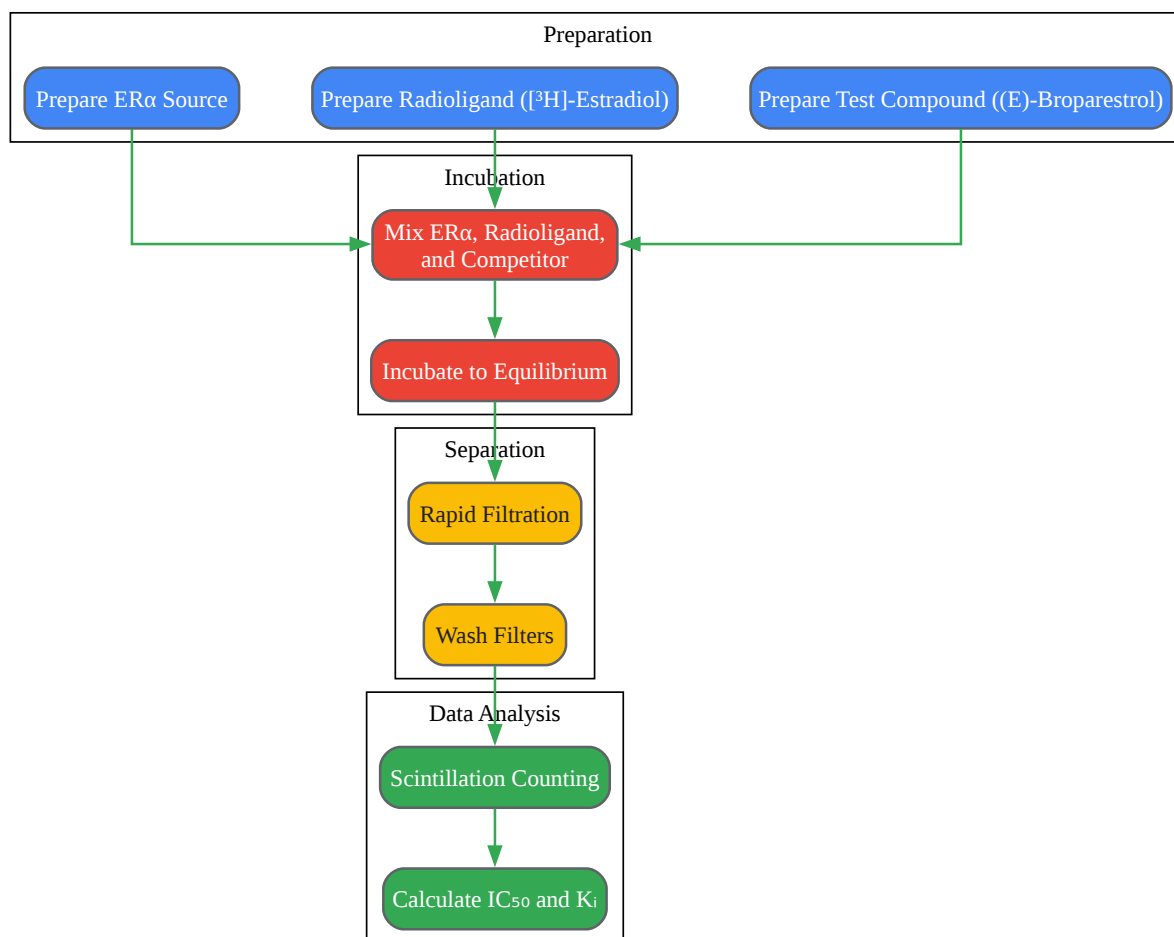 Preparation
Prepare ERα Source
Prepare Radioligand ([³H]-Estradiol)
Prepare Test Compound ((E)-Broparestrol)
Incubation
Mix ERα, Radioligand,
and Competitor
Incubate to Equilibrium
Separation
Rapid Filtration
Wash Filters
Data Analysis
Scintillation Counting
Calculate IC₅₀ and Kᵢ